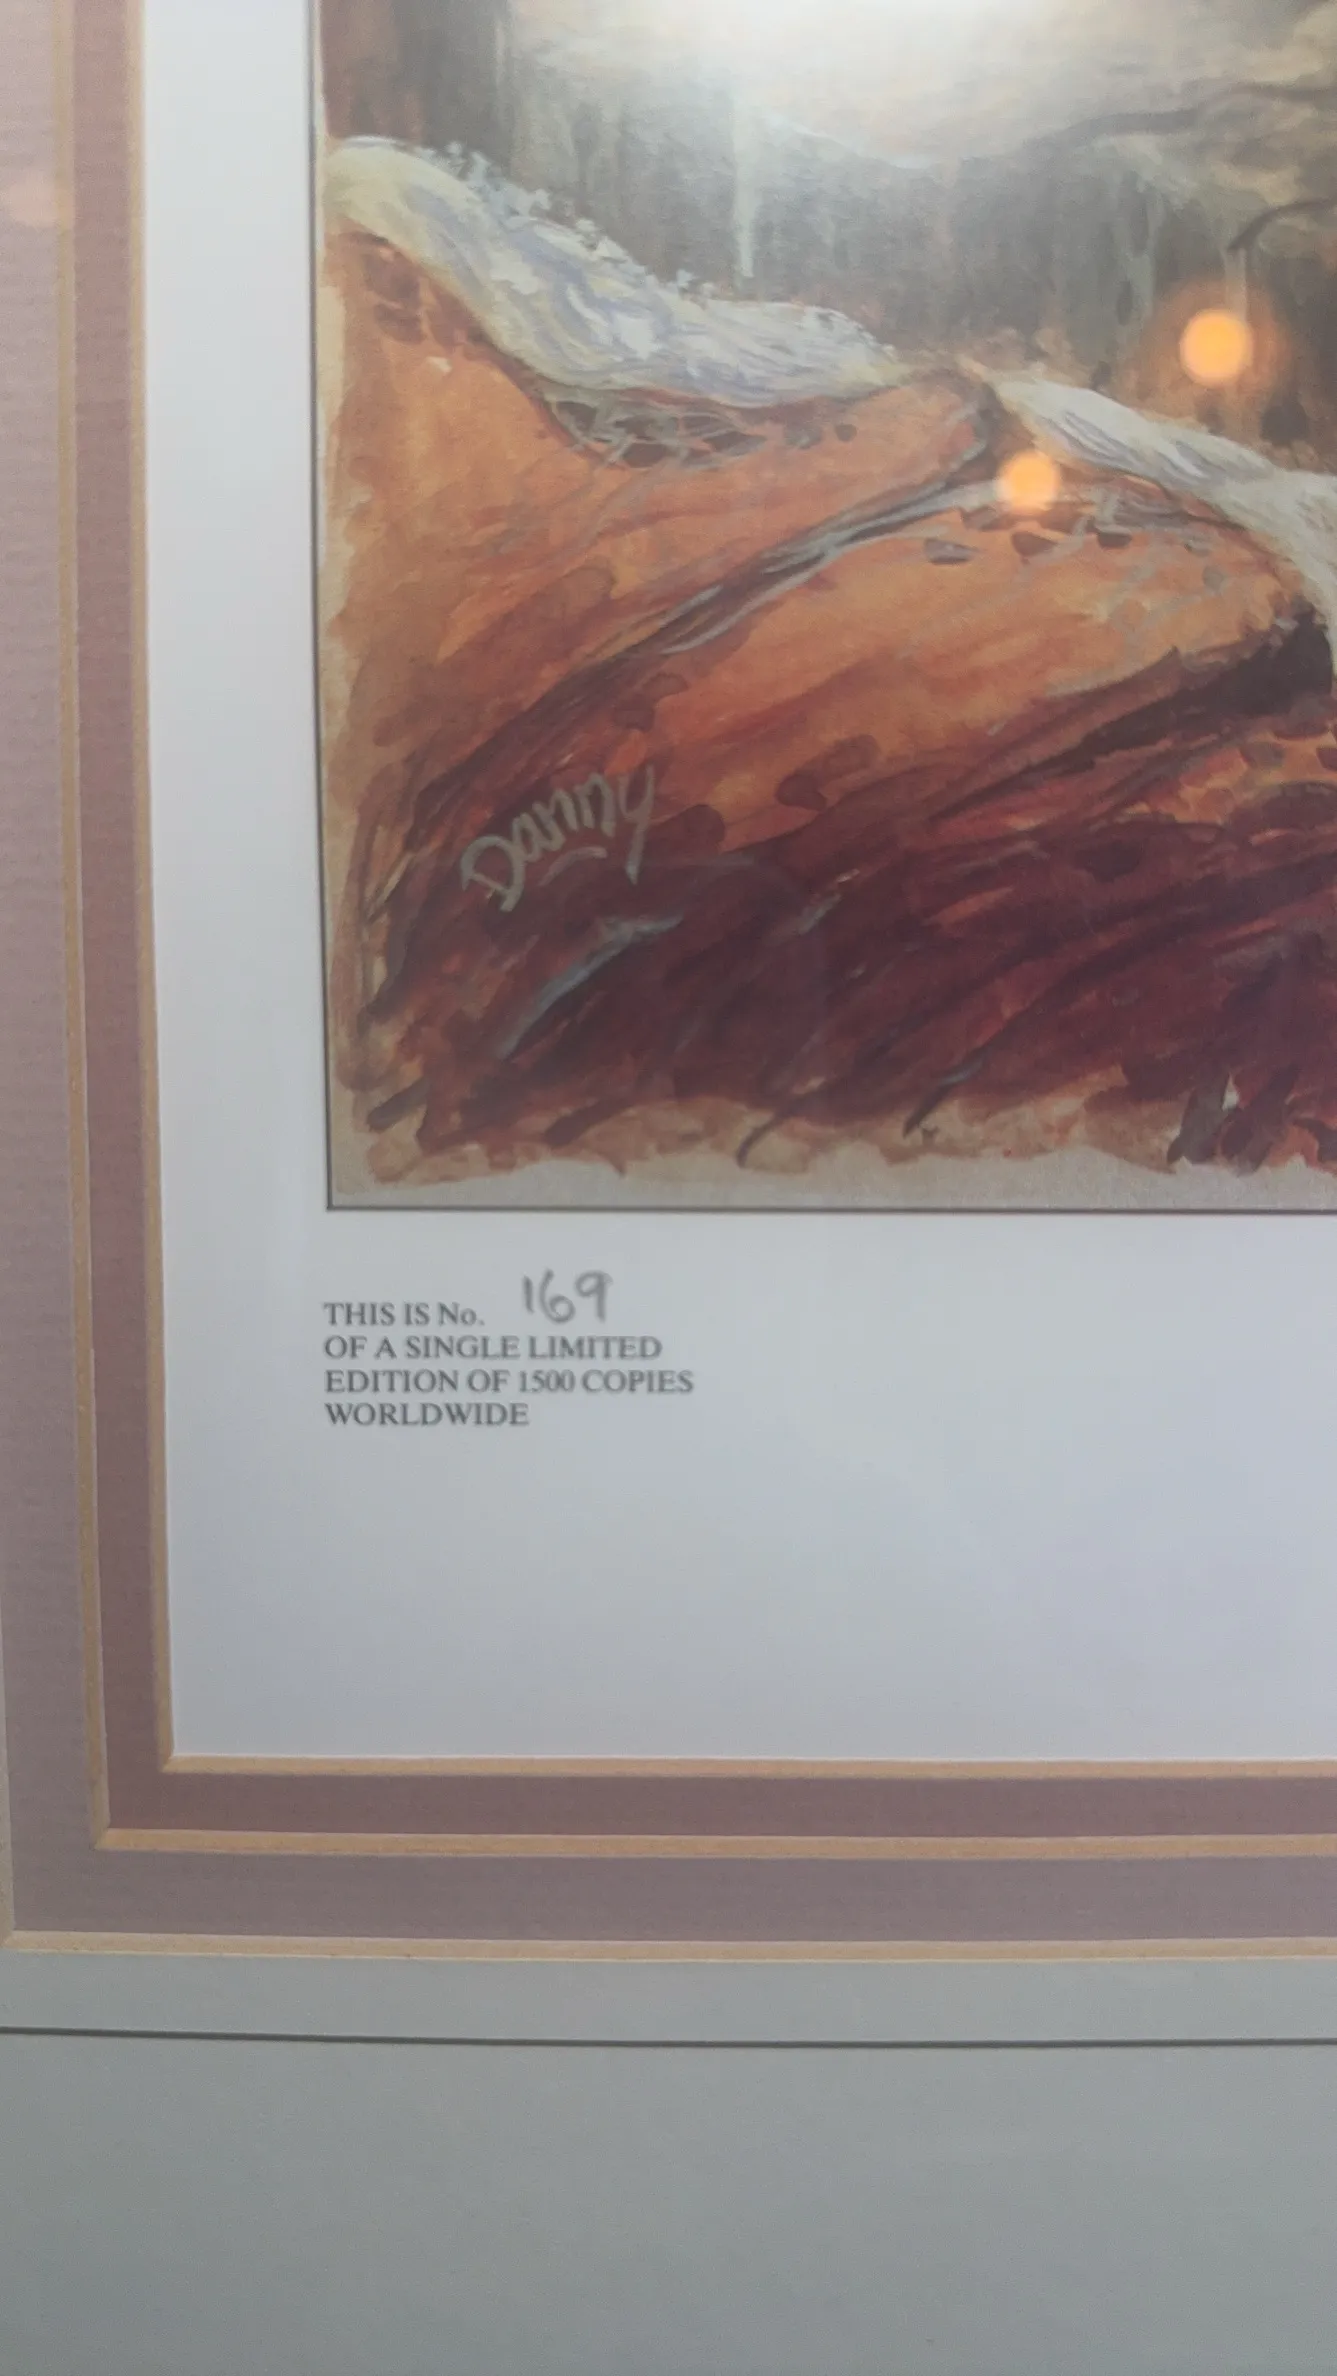 Danny
THIS IS No. 169
OF A SINGLE LIMITED
EDITION OF 1500 COPIES
WORLDWIDE